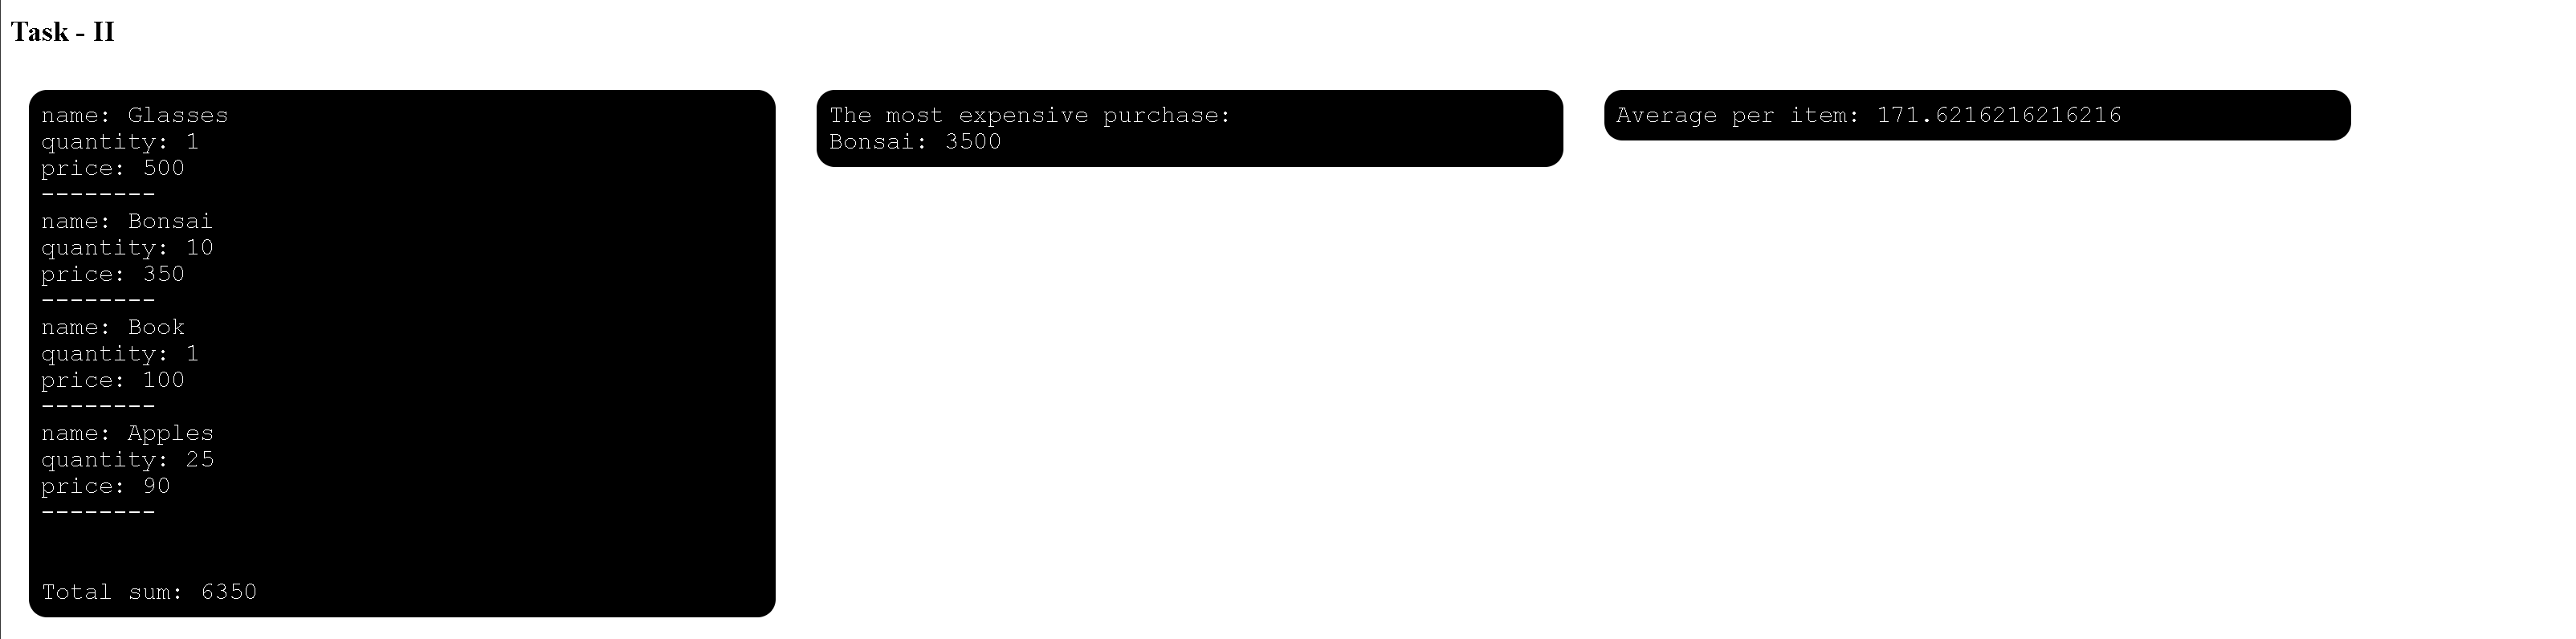 Task - II
name: Glasses
quantity: 1
price: 500
--------
name: Bonsai
quantity: 10
price: 350
--------
name: Book
quantity: 1
price: 100
--------
name: Apples
quantity: 25
price: 90
--------
Total sum: 6350
The most expensive purchase:
Bonsai: 3500
Average per item: 171.6216216216216